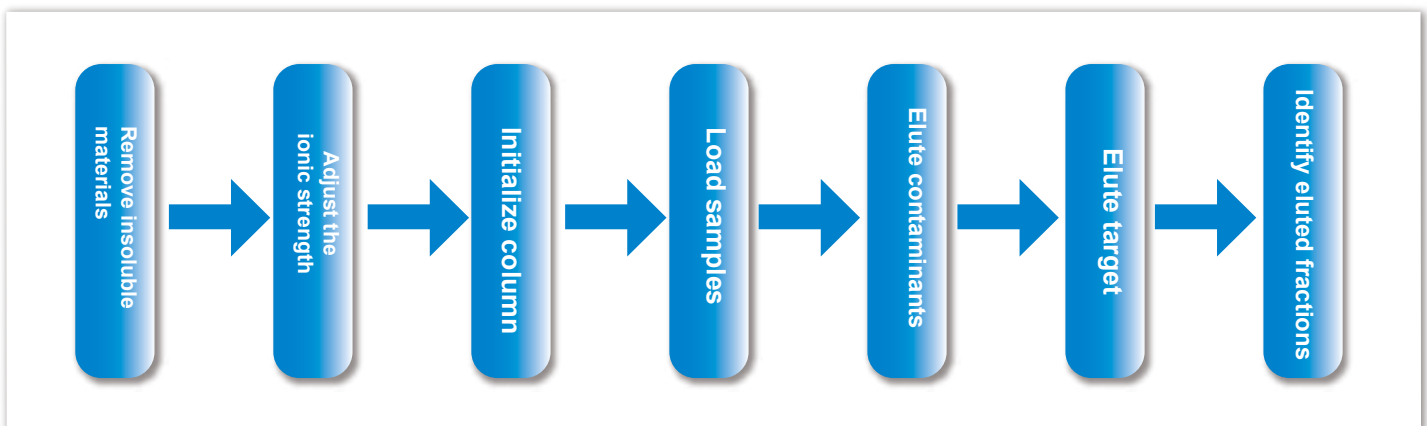 Remove insoluble
materials
Adjust the
ionic strength
Initialize column
Load samples
Elute contaminants
Elute target
Identify eluted fractions